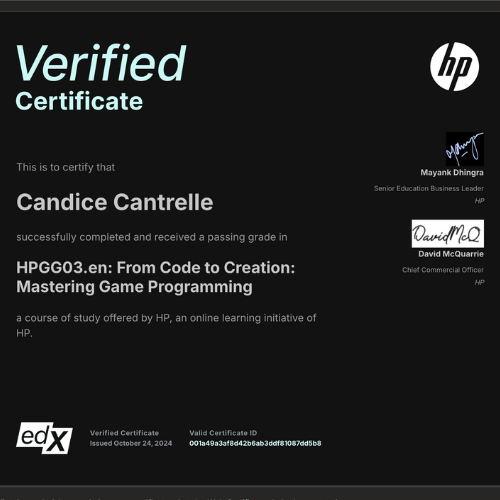 Verified
Certificate
hp
This is to certify that
Candice Cantrelle
successfully completed and received a passing grade in
HPGG03.en: From Code to Creation:
Mastering Game Programming
a course of study offered by HP, an online learning initiative of
HP.
Mayank Dhingra
Senior Education Business Leader
HP
DavidMcQ
David McQuarrie
Chief Commercial Officer
HP
edX
Verified Certificate
Issued October 24, 2024
Valid Certificate ID
001a49a3af8d42b6ab3ddf81087dd5b8